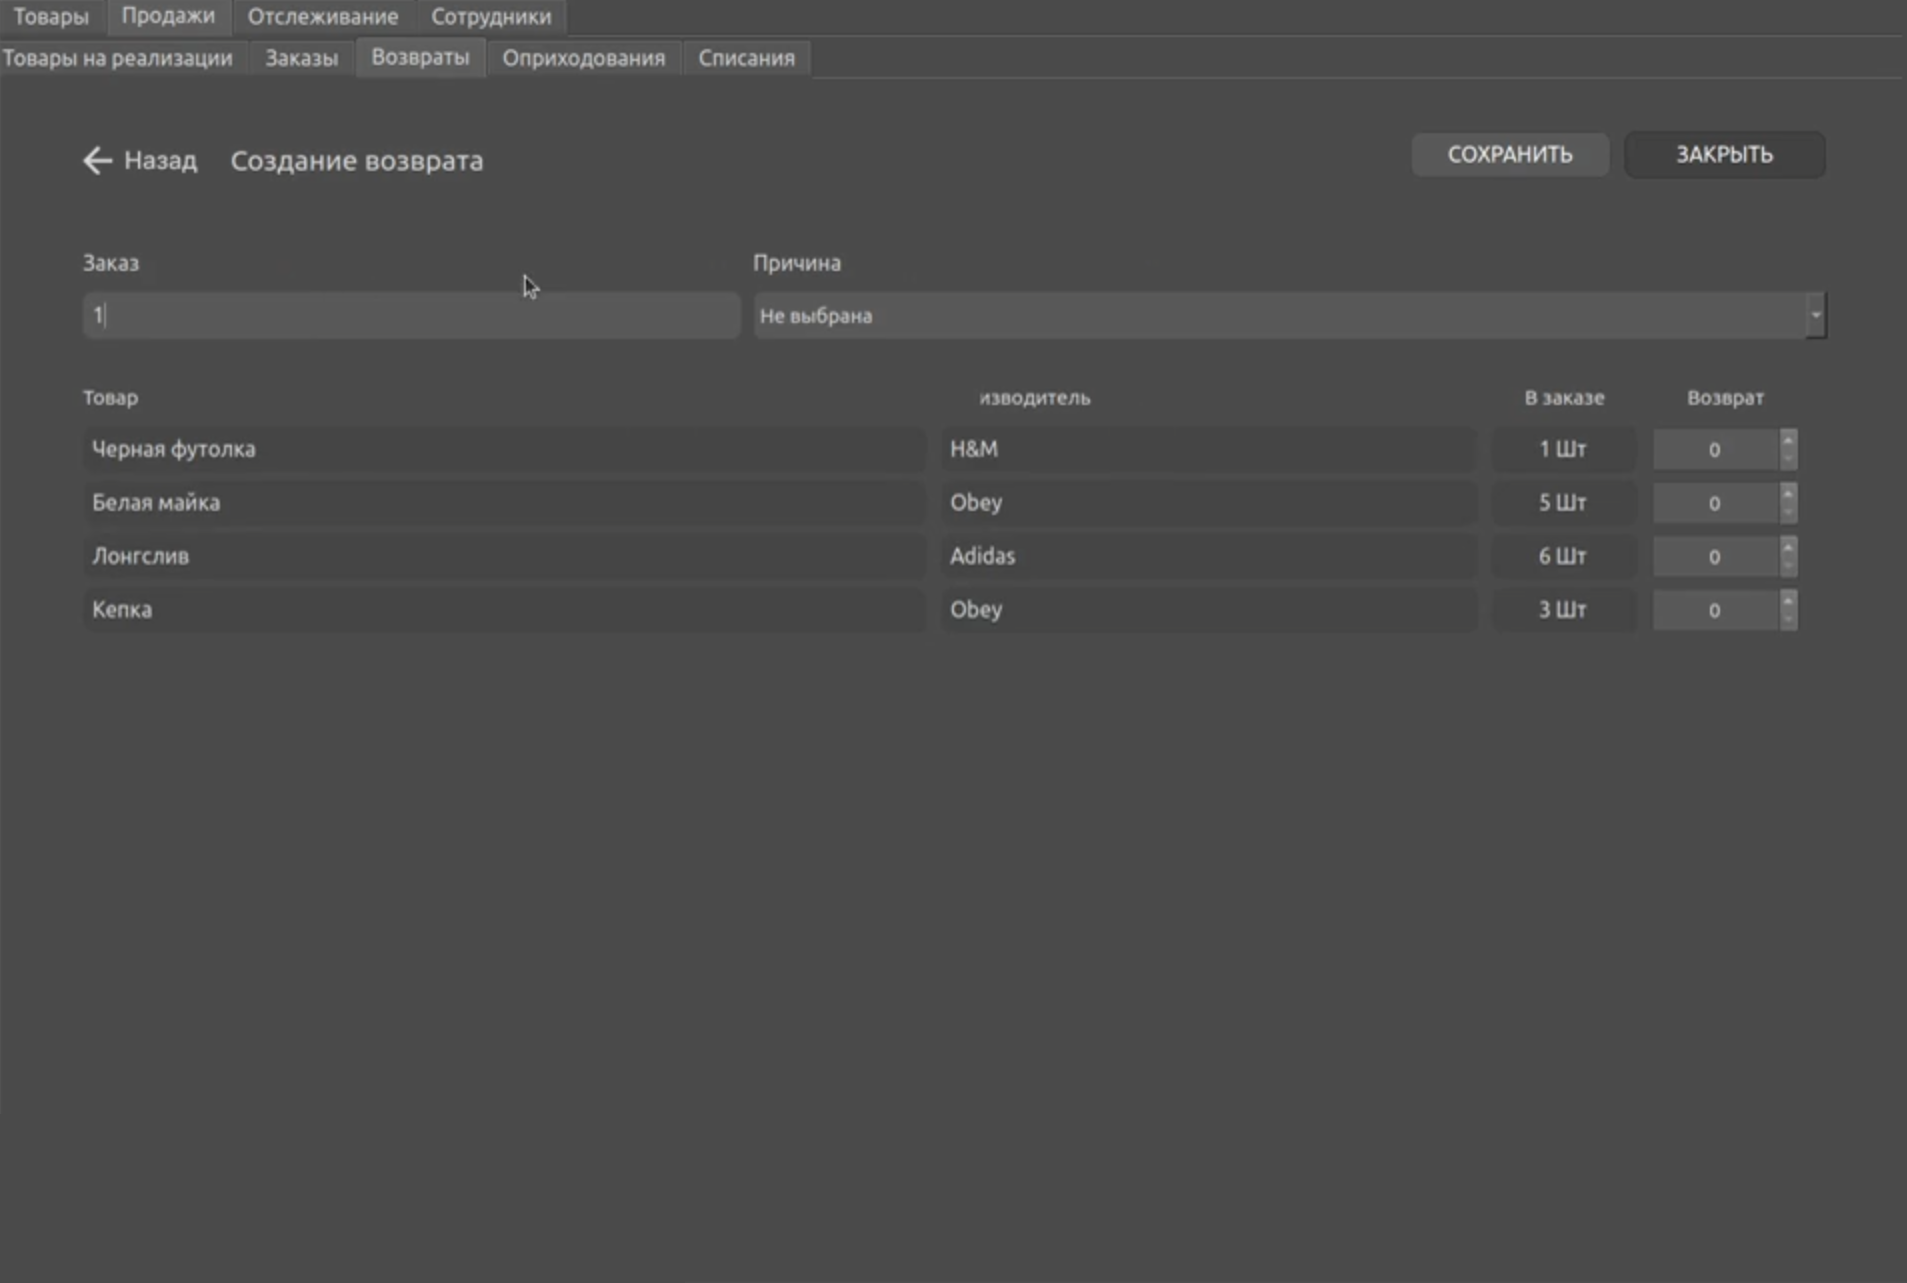 Товары Продажи Отслеживание Сотрудники
Товары на реализации Заказы Возвраты Оприходования Списания
Назад Создание возврата СОХРАНИТЬ ЗАКРЫТЬ
Заказ Причина
1 Не выбрана
Товар изводитель В заказе Возврат
Черная футолка H&M 1 Шт 0
Белая майка Obey 5 Шт 0
Лонгслив Adidas 6 Шт 0
Кепка Obey 3 Шт 0